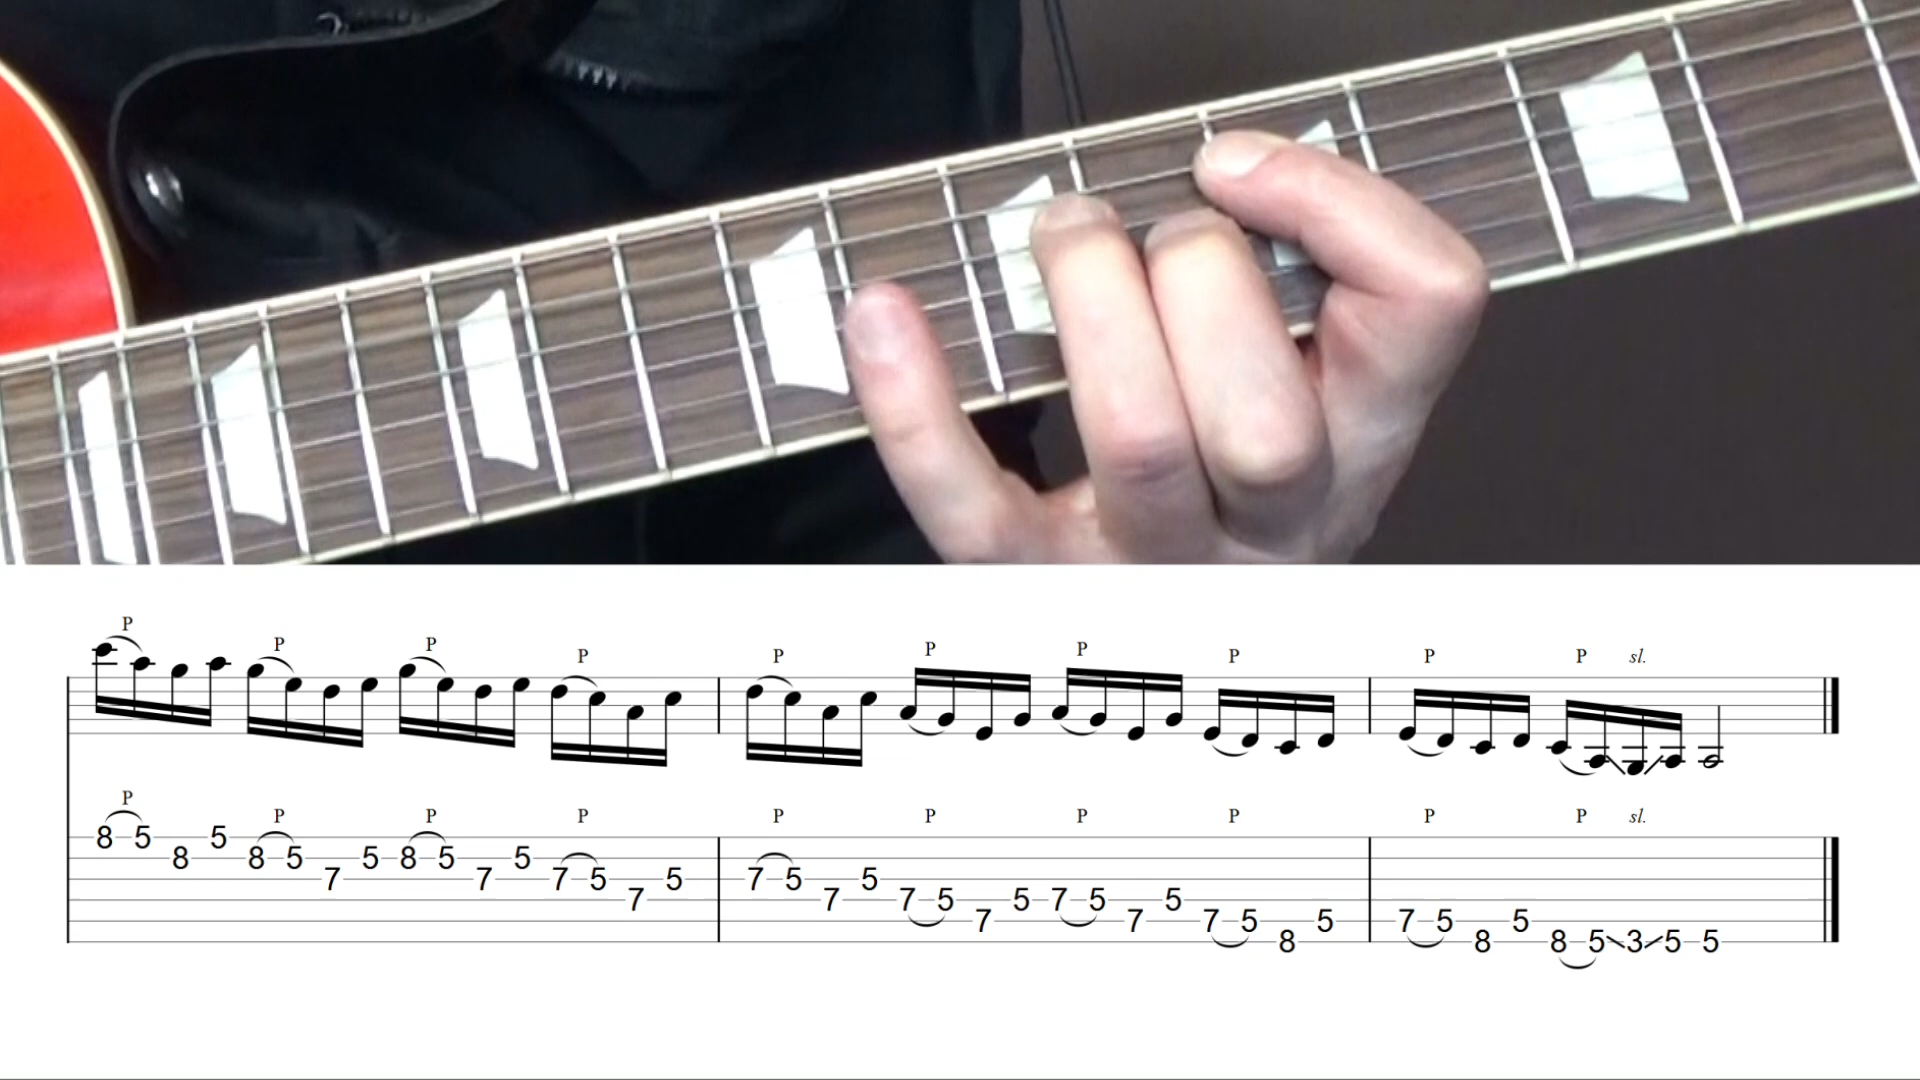 P
P P
P P
P P P P sl.
P
P P P P P P P P P sl.
8 5 5
8 8 5 5 8 5 5
7 7 7 5 5 7 5 5
7 7 7 5 5 7 5 5
7 7 7 5 5 7 5 5
8 8 8 5 3 5 5